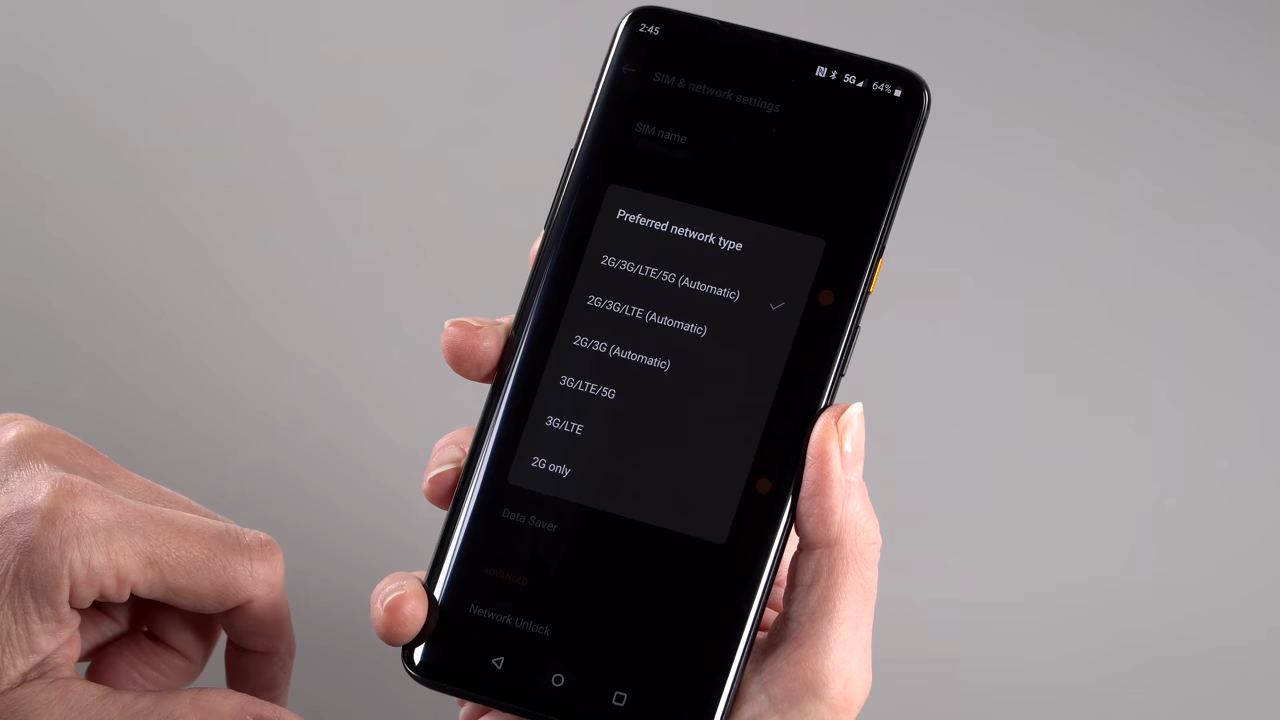 2:45
5G 64%
SIM & network settings
SIM name
Preferred network type
2G/3G/LTE/5G (Automatic)
2G/3G/LTE (Automatic)
2G/3G (Automatic)
3G/LTE/5G
3G/LTE
2G only
Data Saver
ADVANCED
Network Unlock